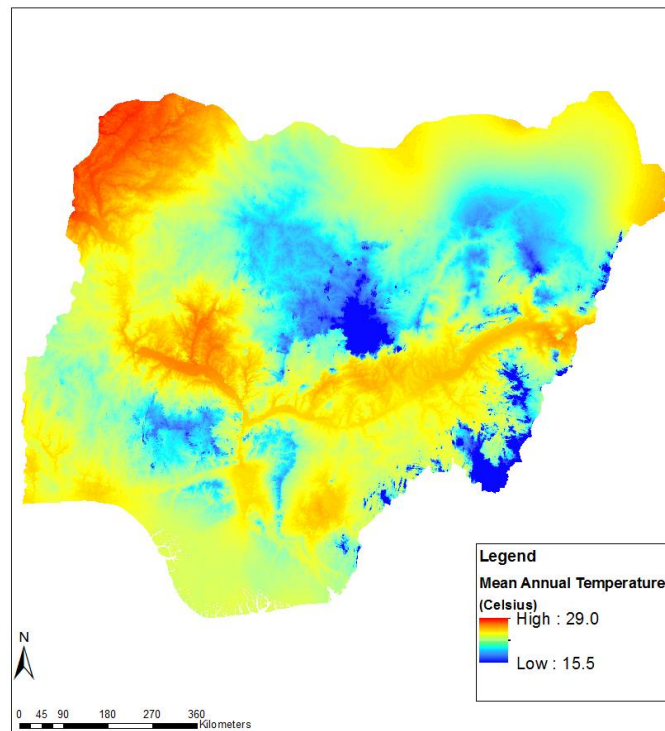 Legend
Mean Annual Temperature
(Celsius)
High : 29.0
Low : 15.5
N
0 45 90 180 270 360
Kilometers